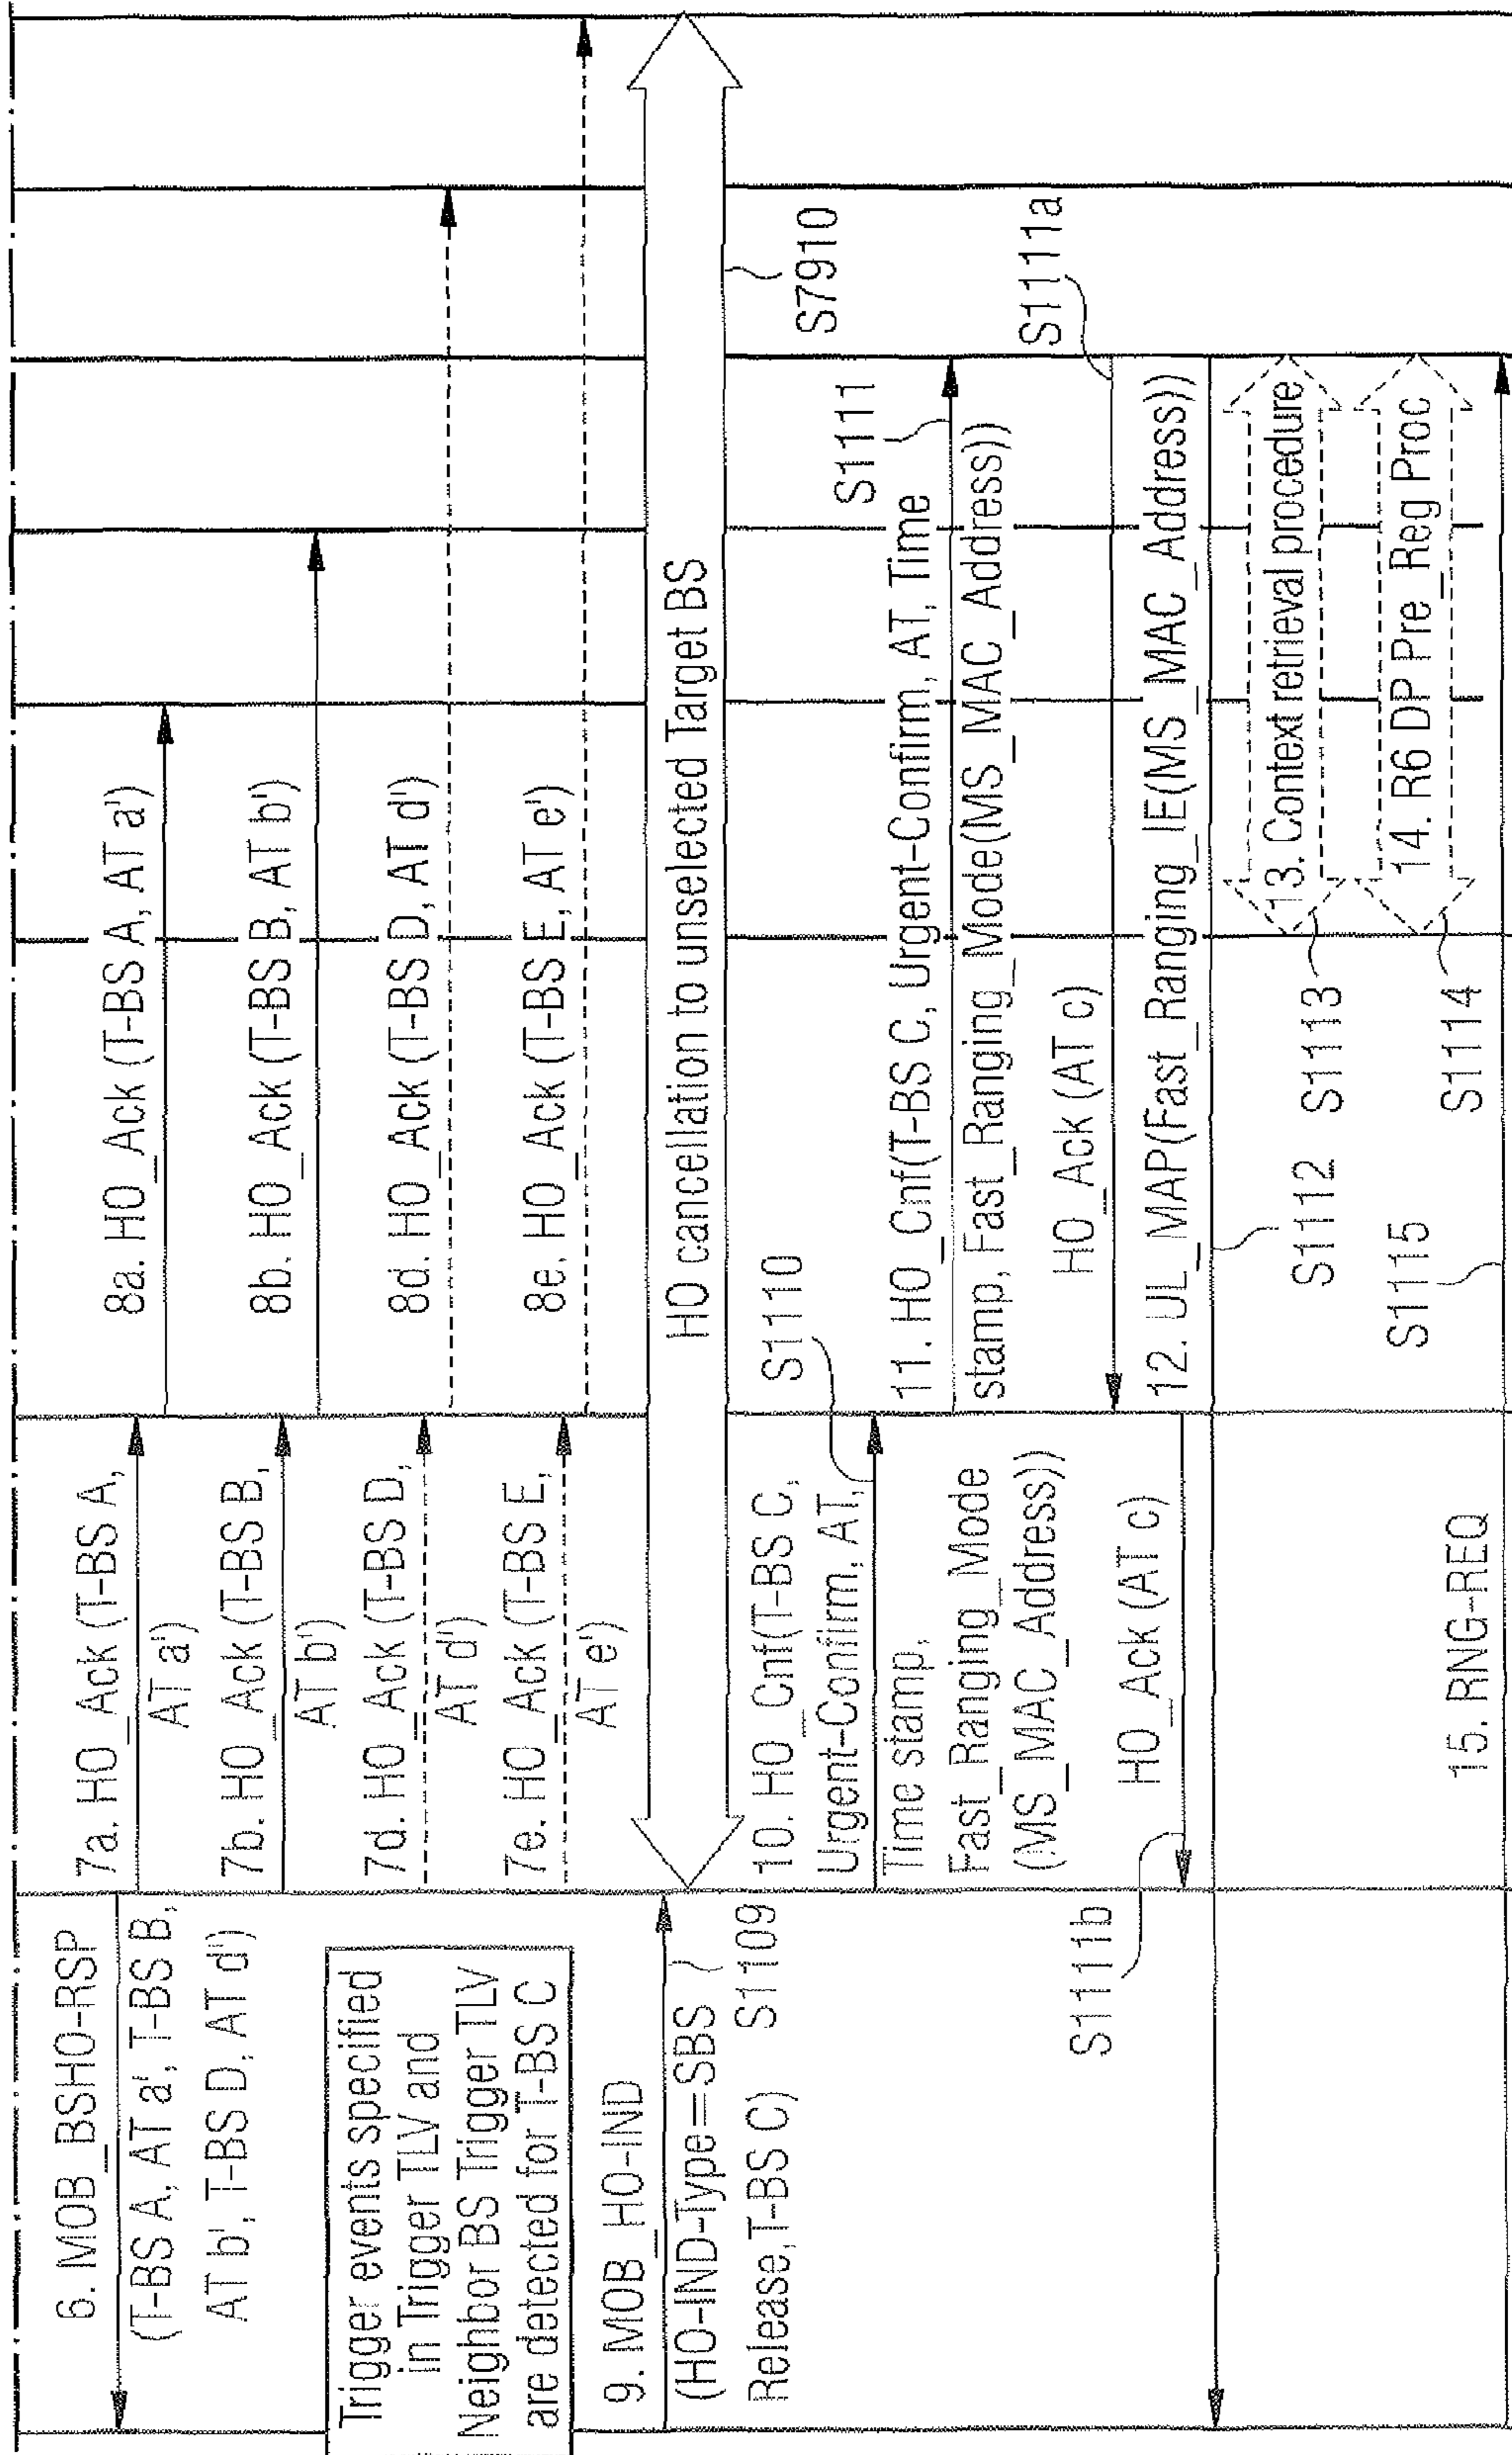 6. MOB_BSHO-RSP
(T-BS A, AT a', T-BS B,
AT b', T-BS D, AT d')
7a. HO_Ack (T-BS A,
AT a')
8a. HO_Ack (T-BS A, AT a')
7b. HO_Ack (T-BS B,
AT b')
8b. HO_Ack (T-BS B, AT b')
7d. HO_Ack (T-BS D,
AT d')
8d. HO_Ack (T-BS D, AT d')
7e. HO_Ack (T-BS E,
AT e')
8e. HO_Ack (T-BS E, AT e')
Trigger events specified
in Trigger TLV and
Neighbor BS Trigger TLV
are detected for T-BS C
9. MOB_HO-IND
(HO-IND-Type=SBS
Release,T-BS C)
S1109
HO cancellation to unselected Target BS
S7910
10. HO_Cnf(T-BS C,
Urgent-Confirm, AT,
Time stamp,
Fast_Ranging_Mode
(MS_MAC_Address))
S1110
11. HO_Cnf(T-BS C, Urgent-Confirm, AT, Time
stamp, Fast_Ranging_Mode(MS_MAC_Address))
S1111
HO_Ack (AT c)
S1111a
HO_Ack (AT c)
S1111b
12. UL_MAP(Fast_Ranging_IE(MS_MAC_Address))
S1112
13. Context retrieval procedure
S1113
14. R6 DP Pre_Reg Proc
S1114
15. RNG-REQ
S1115